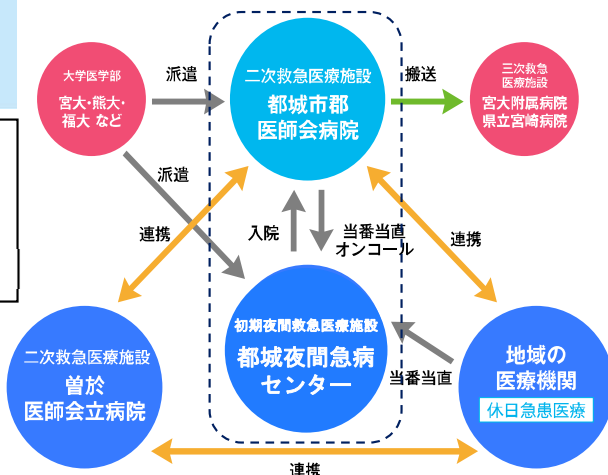 大学医学部
宮大・熊大・
福大 など
派遣
二次救急医療施設
都城市郡
医師会病院
搬送
三次救急
医療施設
宮大附属病院
県立宮崎病院
派遣
連携
入院
当番当直
オンコール
連携
二次救急医療施設
曽於
医師会立病院
初期夜間救急医療施設
都城夜間急病
センター
当番当直
地域の
医療機関
休日急患医療
連携